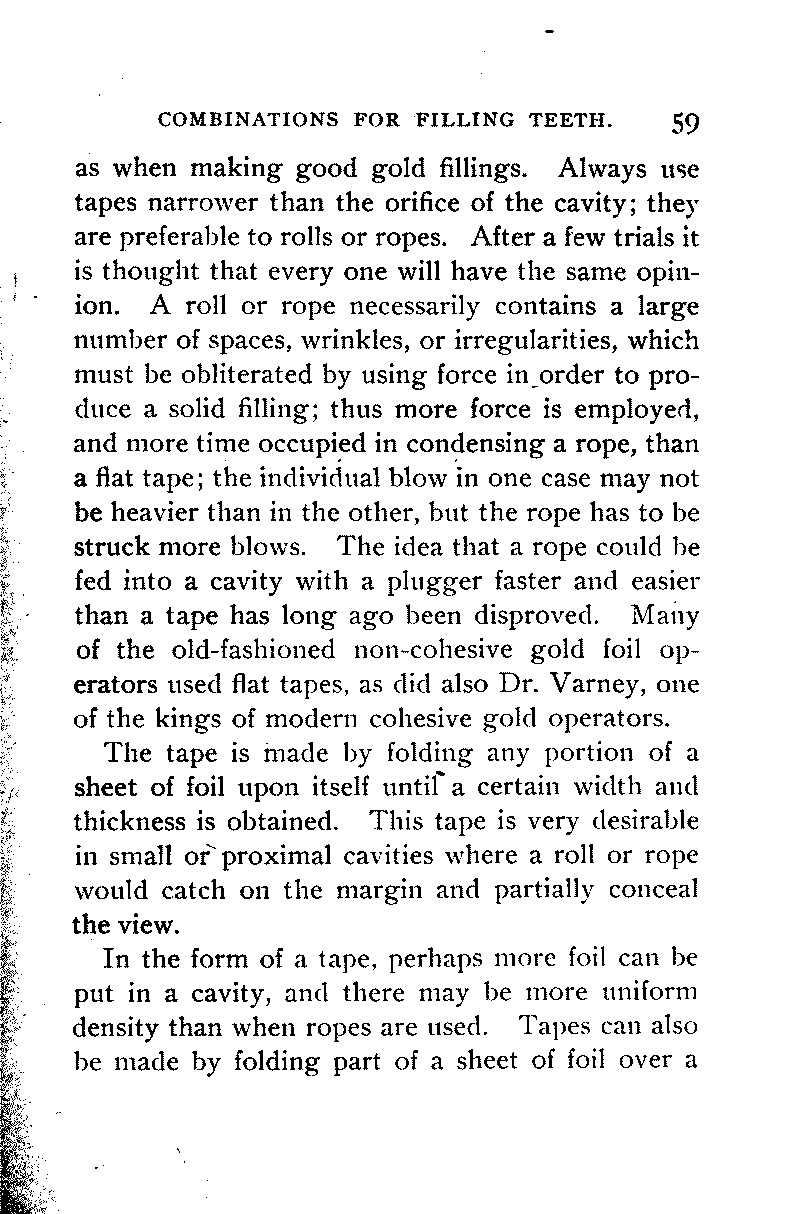 COMBINATIONS FOR FILLING TEETH. 59
as when making good gold fillings. Always use
tapes narrower than the orifice of the cavity; they
are preferable to rolls or ropes. After a few trials it
is thought that every one will have the same opin-
ion. A roll or rope necessarily contains a large
number of spaces, wrinkles, or irregularities, which
must be obliterated by using force in order to pro-
duce a solid filling; thus more force is employed,
and more time occupied in condensing a rope, than
a flat tape; the individual blow in one case may not
be heavier than in the other, but the rope has to be
struck more blows. The idea that a rope could be
fed into a cavity with a plugger faster and easier
than a tape has long ago been disproved. Many
of the old-fashioned non-cohesive gold foil op-
erators used flat tapes, as did also Dr. Varney, one
of the kings of modern cohesive gold operators.
The tape is made by folding any portion of a
sheet of foil upon itself until a certain width and
thickness is obtained. This tape is very desirable
in small or proximal cavities where a roll or rope
would catch on the margin and partially conceal
the view.
In the form of a tape, perhaps more foil can be
put in a cavity, and there may be more uniform
density than when ropes are used. Tapes can also
be made by folding part of a sheet of foil over a